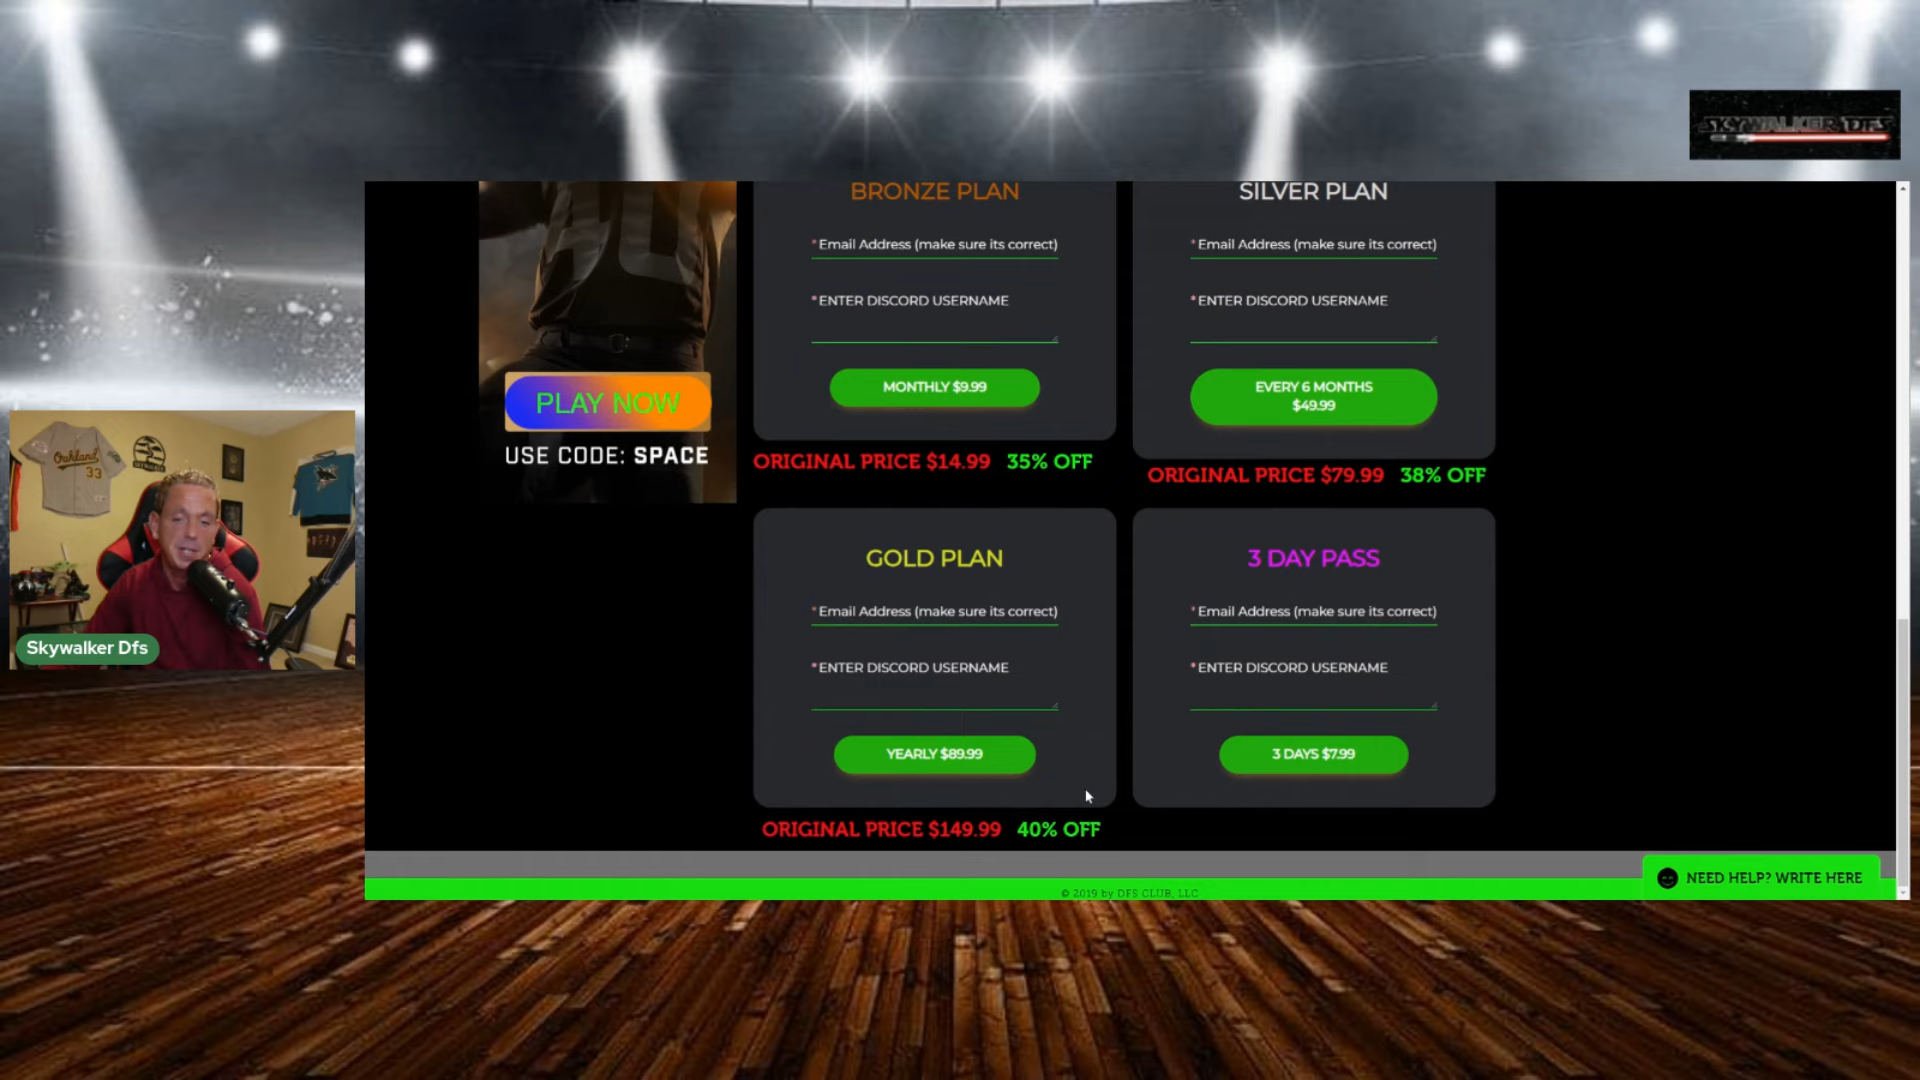 SKYWALKER DFS
BRONZE PLAN
* Email Address (make sure its correct)
* ENTER DISCORD USERNAME
MONTHLY $9.99
ORIGINAL PRICE $14.99 35% OFF
SILVER PLAN
* Email Address (make sure its correct)
* ENTER DISCORD USERNAME
EVERY 6 MONTHS
$49.99
ORIGINAL PRICE $79.99 38% OFF
PLAY NOW
USE CODE: SPACE
Oakland
33
Skywalker Dfs
GOLD PLAN
* Email Address (make sure its correct)
* ENTER DISCORD USERNAME
YEARLY $89.99
ORIGINAL PRICE $149.99 40% OFF
3 DAY PASS
* Email Address (make sure its correct)
* ENTER DISCORD USERNAME
3 DAYS $7.99
NEED HELP? WRITE HERE
© 2019 by DFS CLUB, LLC